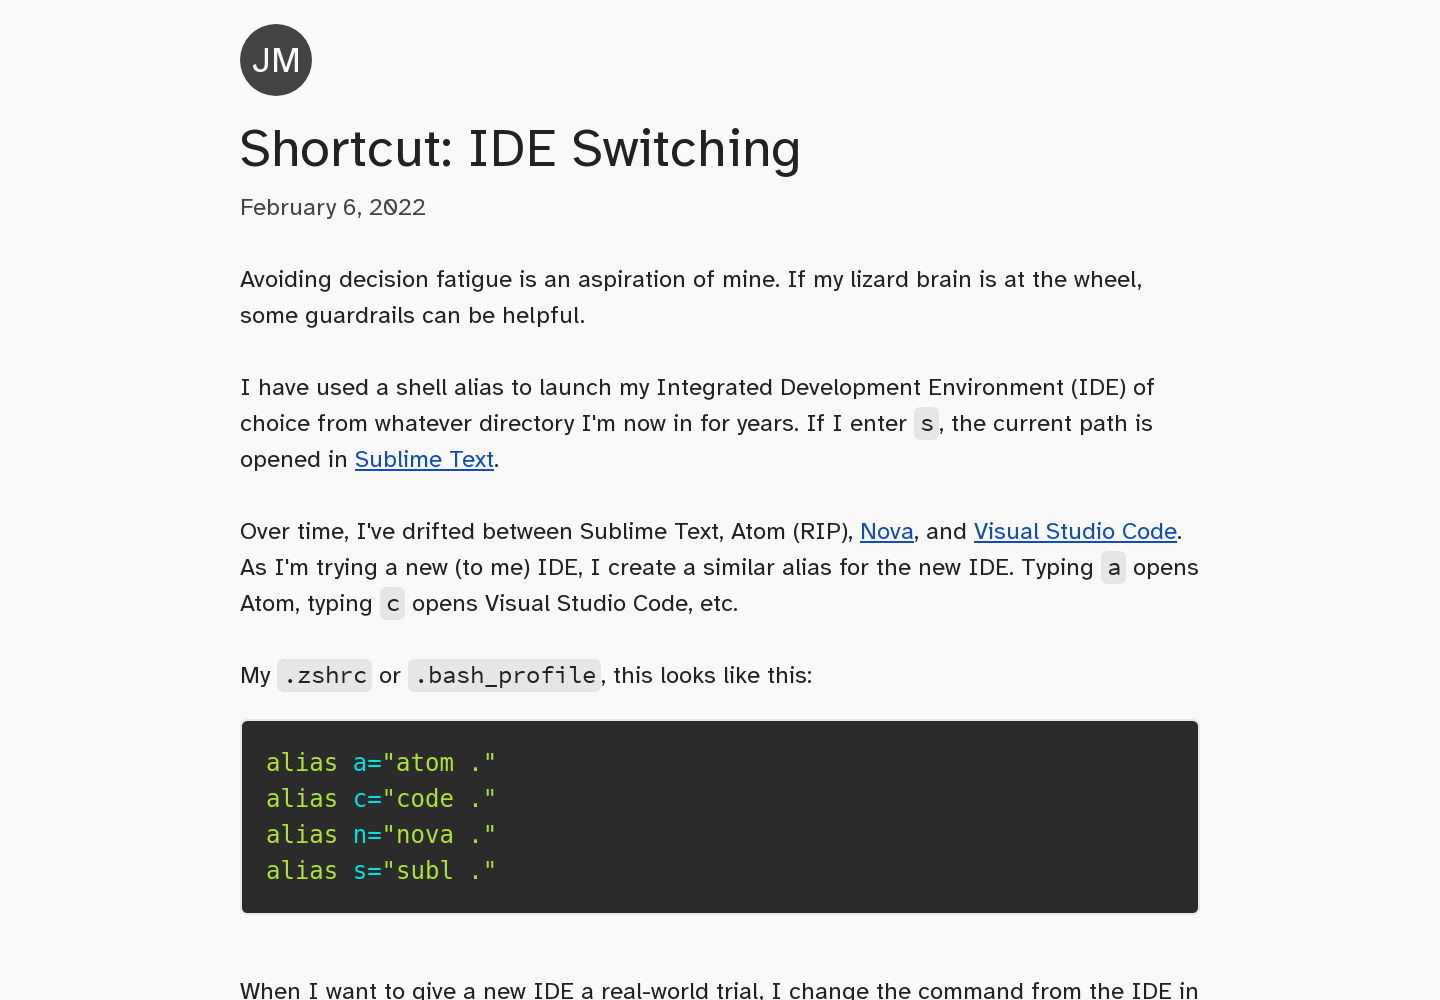 JM
Shortcut: IDE Switching
February 6, 2022
Avoiding decision fatigue is an aspiration of mine. If my lizard brain is at the wheel,
some guardrails can be helpful.
I have used a shell alias to launch my Integrated Development Environment (IDE) of
choice from whatever directory I'm now in for years. If I enter s, the current path is
opened in Sublime Text.
Over time, I've drifted between Sublime Text, Atom (RIP), Nova, and Visual Studio Code.
As I'm trying a new (to me) IDE, I create a similar alias for the new IDE. Typing a opens
Atom, typing c opens Visual Studio Code, etc.
My .zshrc or .bash_profile, this looks like this:
alias a="atom ."
alias c="code ."
alias n="nova ."
alias s="subl ."
When I want to give a new IDE a real-world trial, I change the command from the IDE in